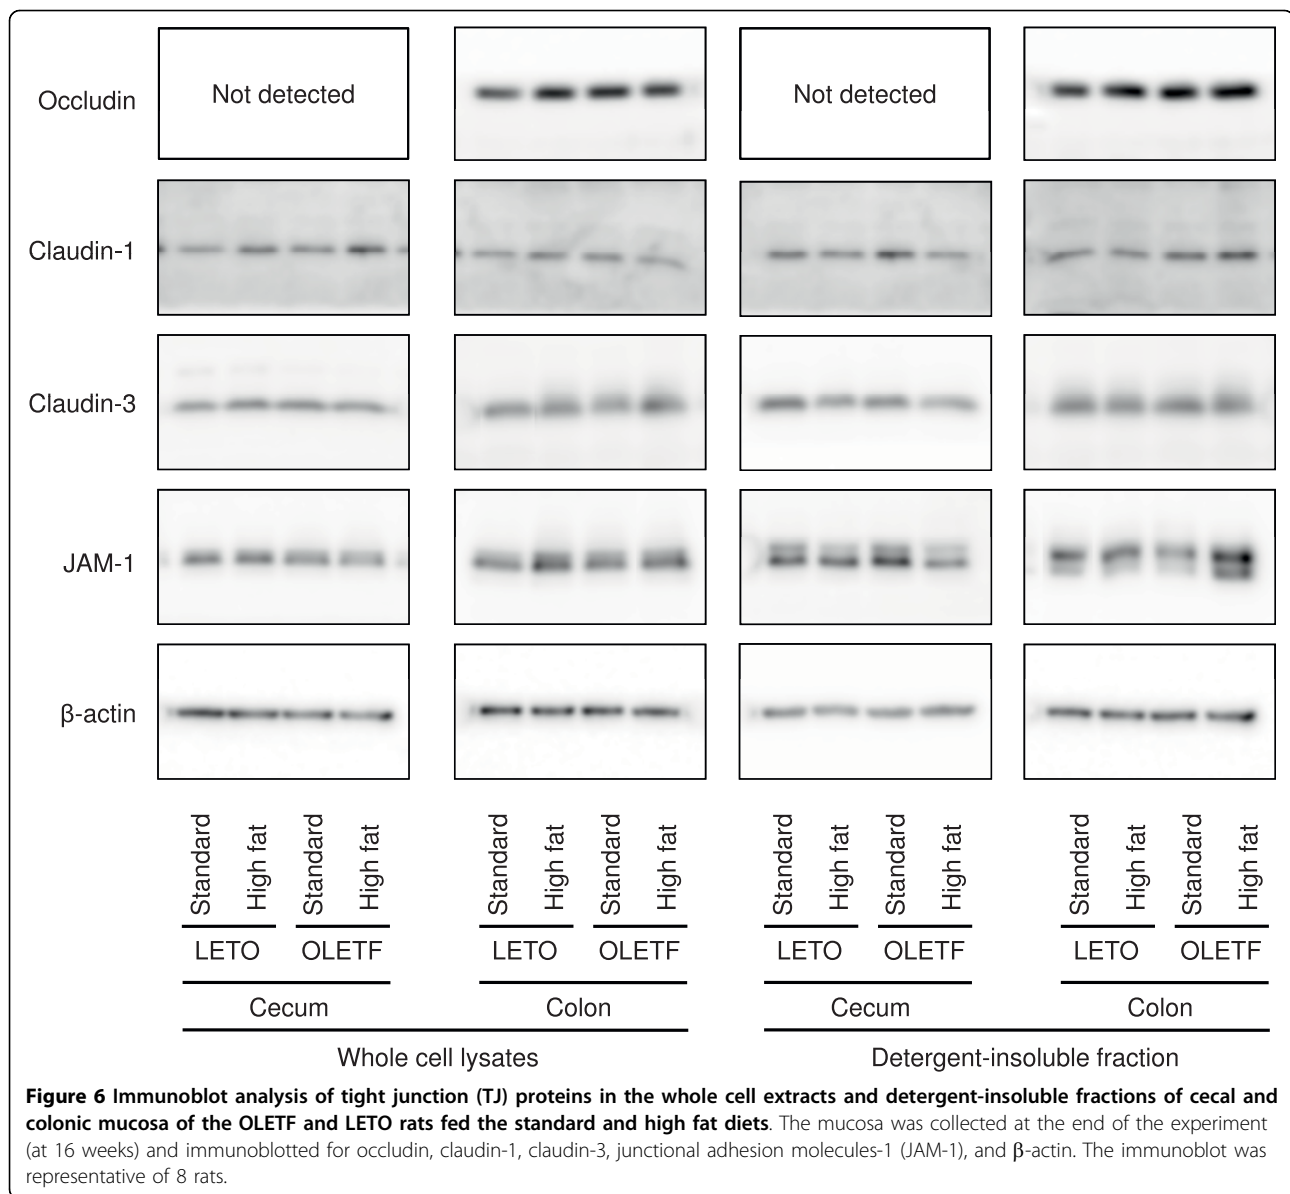 Occludin
Not detected
Not detected
Claudin-1
Claudin-3
JAM-1
β-actin
Standard High fat Standard High fat Standard High fat Standard High fat Standard High fat Standard High fat Standard High fat Standard High fat
LETO OLETF LETO OLETF LETO OLETF LETO OLETF
Cecum Colon Cecum Colon
Whole cell lysates Detergent-insoluble fraction
Figure 6 Immunoblot analysis of tight junction (TJ) proteins in the whole cell extracts and detergent-insoluble fractions of cecal and
colonic mucosa of the OLETF and LETO rats fed the standard and high fat diets. The mucosa was collected at the end of the experiment
(at 16 weeks) and immunoblotted for occludin, claudin-1, claudin-3, junctional adhesion molecules-1 (JAM-1), and β-actin. The immunoblot was
representative of 8 rats.